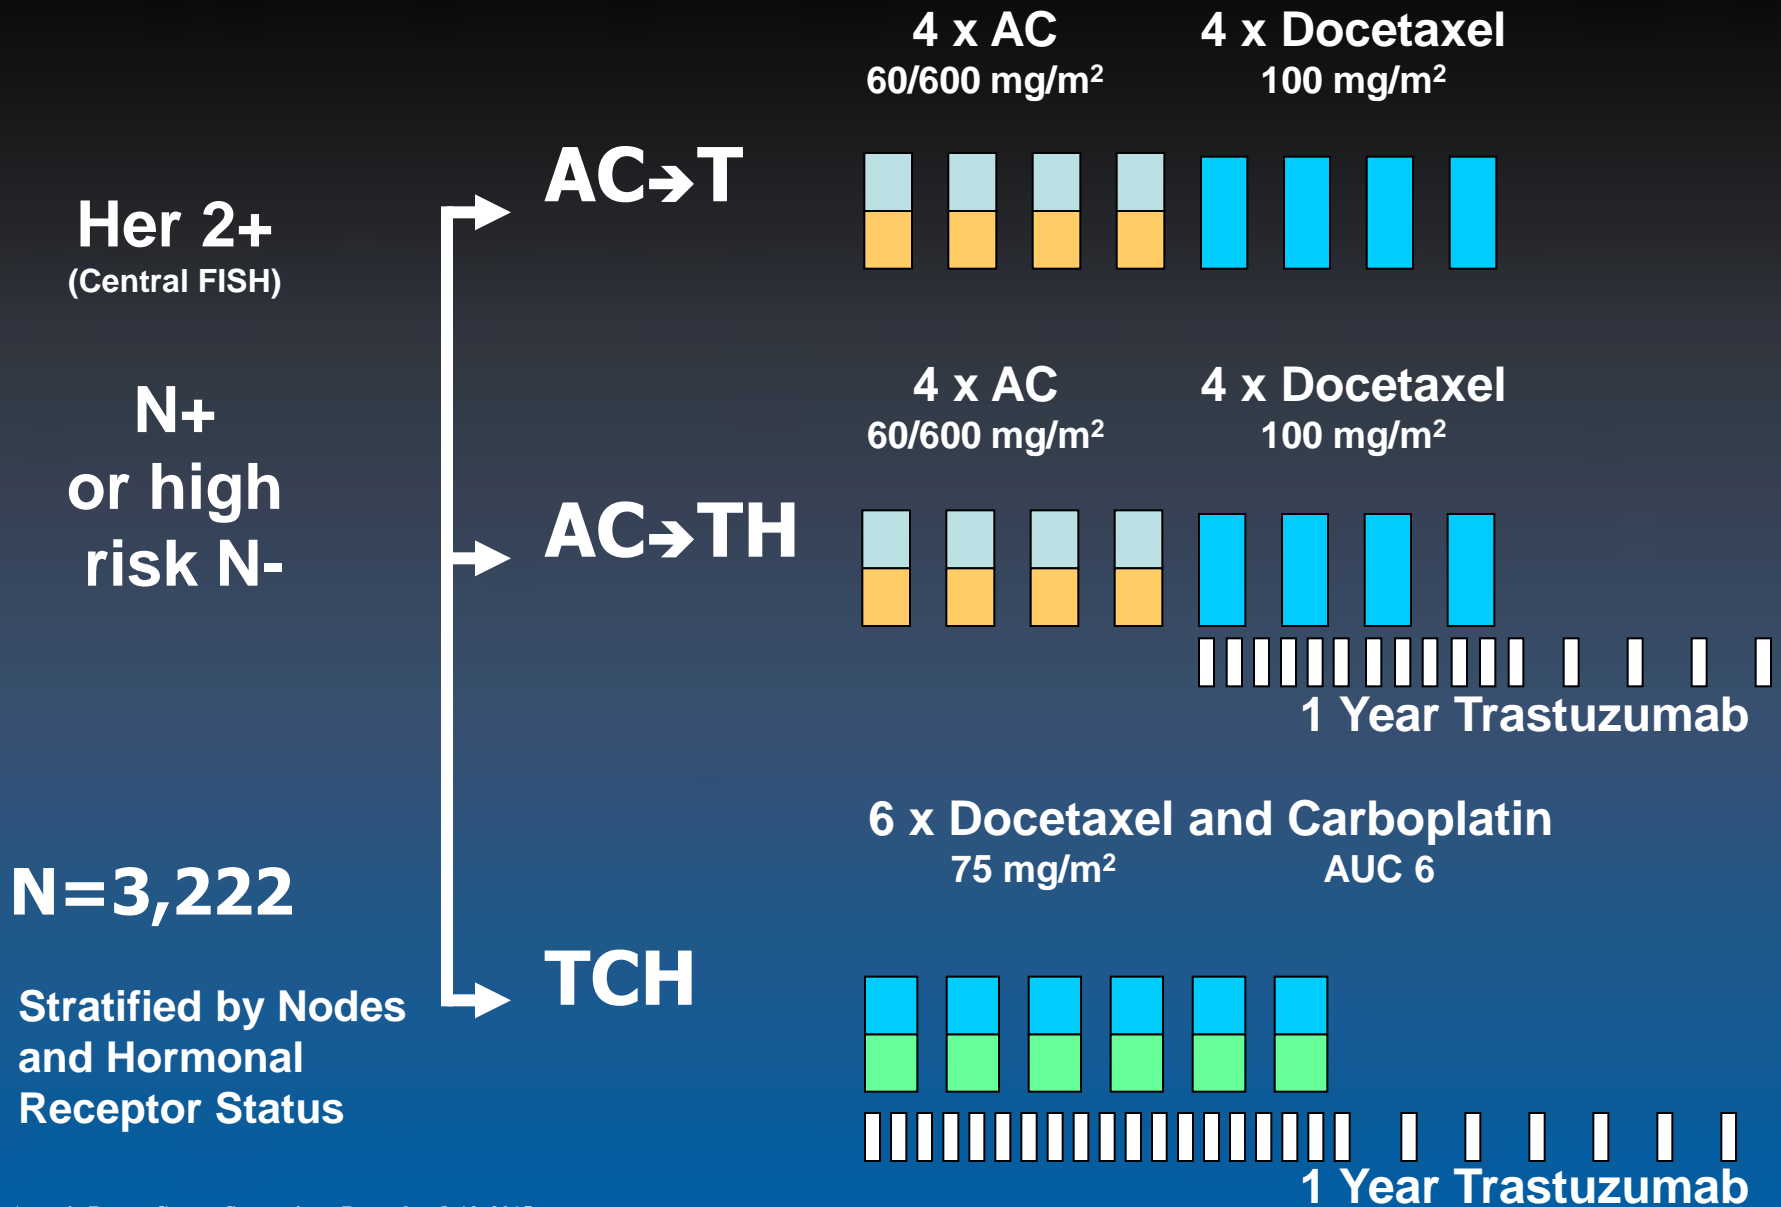 4 x AC
60/600 mg/m²
4 x Docetaxel
100 mg/m²
AC➔T
Her 2+
(Central FISH)
N+
or high
risk N-
4 x AC
60/600 mg/m²
4 x Docetaxel
100 mg/m²
AC➔TH
1 Year Trastuzumab
6 x Docetaxel and Carboplatin
75 mg/m²
AUC 6
N=3,222
TCH
Stratified by Nodes
and Hormonal
Receptor Status
1 Year Trastuzumab